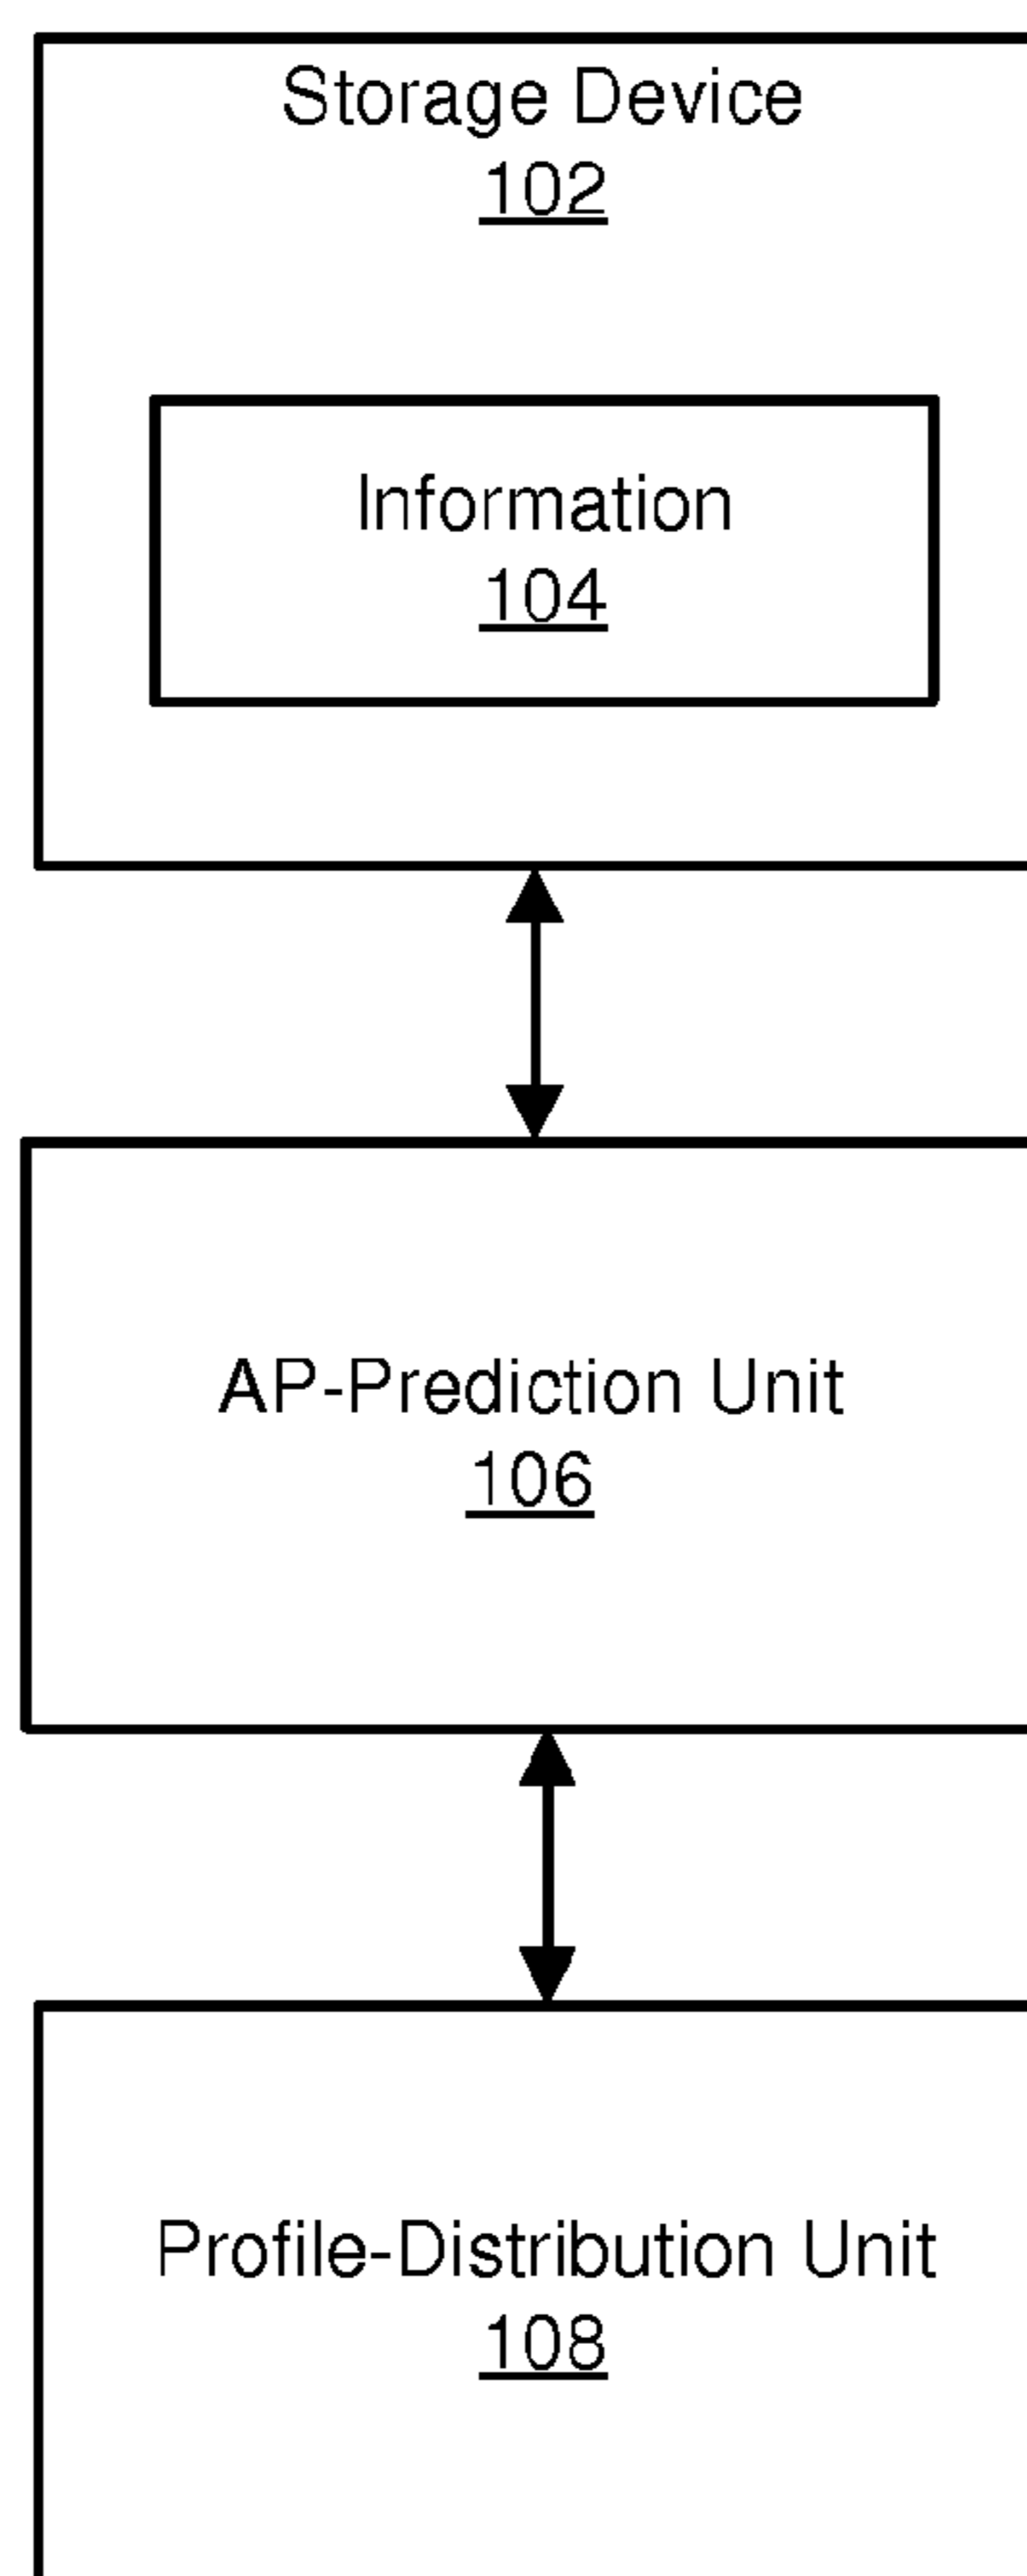 Storage Device
102
Information
104
AP-Prediction Unit
106
Profile-Distribution Unit
108